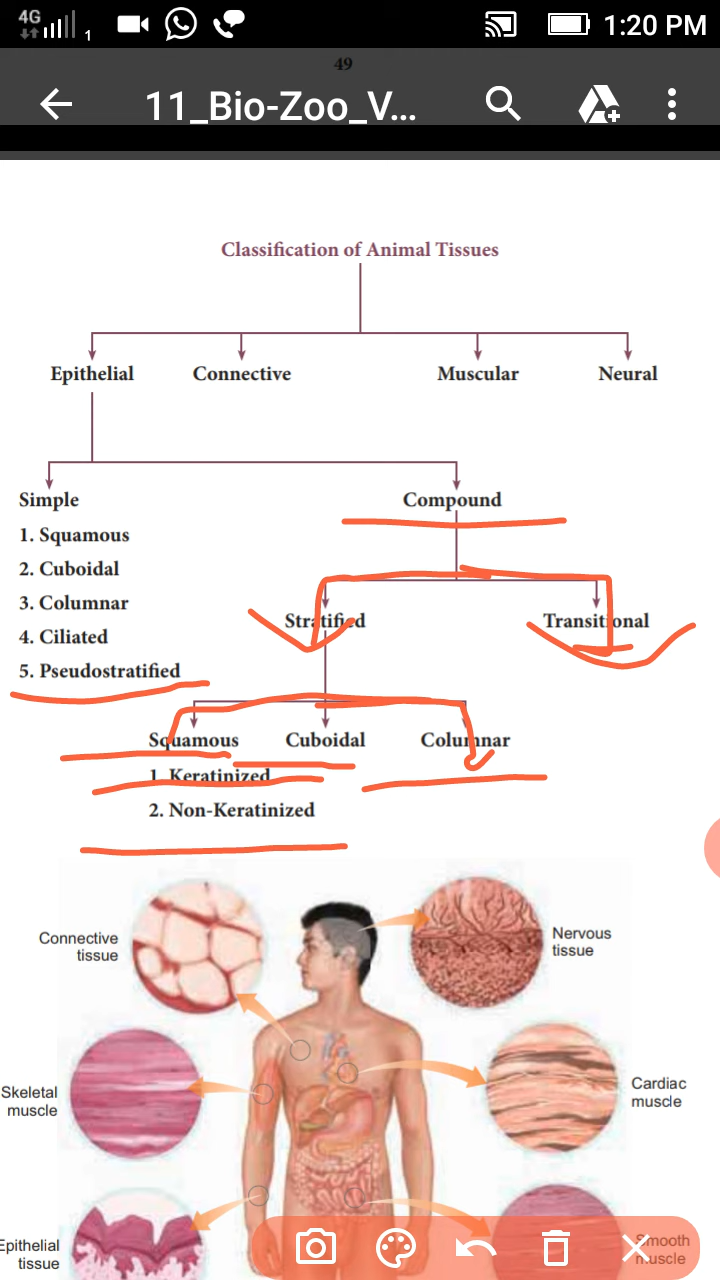 4G 1 1:20 PM
49
11_Bio-Zoo_V...
Classification of Animal Tissues
Epithelial Connective Muscular Neural
Simple Compound
1. Squamous
2. Cuboidal
3. Columnar
4. Ciliated
5. Pseudostratified
Stratified Transitional
Squamous Cuboidal Columnar
1. Keratinized
2. Non-Keratinized
Connective
tissue
Nervous
tissue
Skeletal
muscle
Cardiac
muscle
Epithelial
tissue
Smooth
muscle